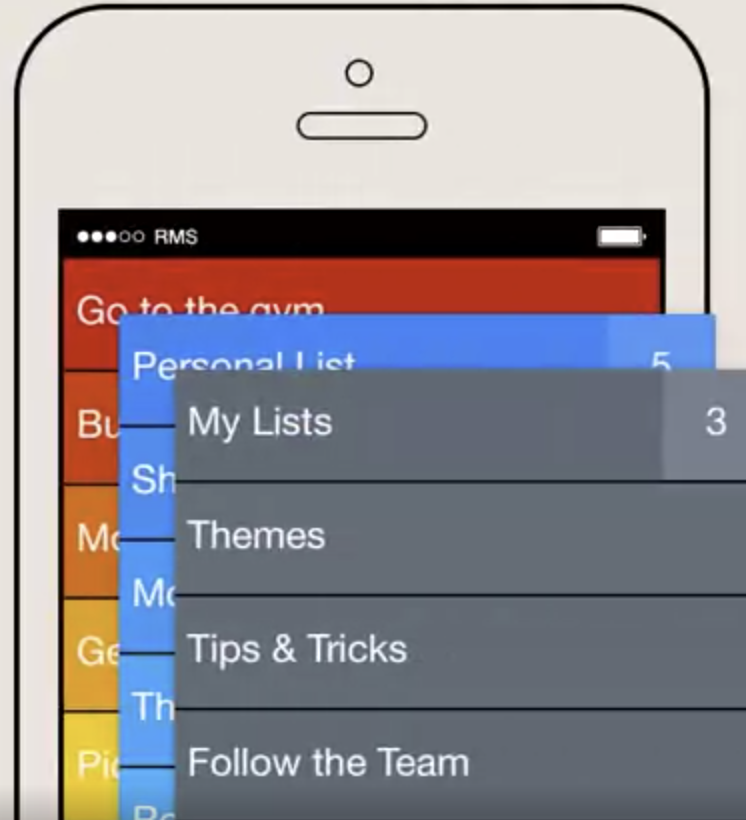 RMS
Go to the gym
Personal List 5
My Lists 3
Bu
Sh
Themes
Mo
Mo
Tips & Tricks
Ge
Th
Follow the Team
Pic